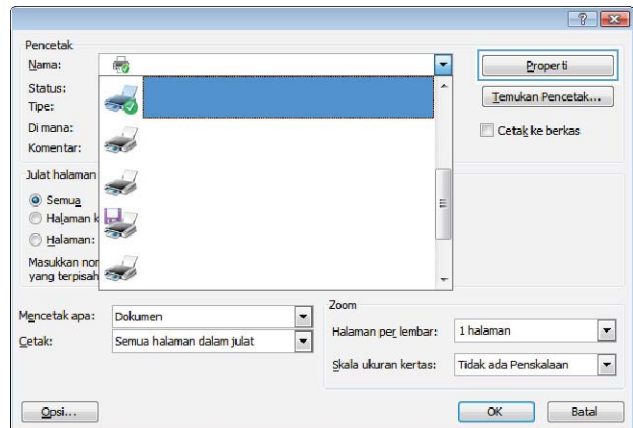 Pencetak
Nama:
Properti
Status:
Temukan Pencetak...
Tipe:
Di mana:
Cetak ke berkas
Komentar:
Julat halaman
Semua
Halaman k
Halaman:
Masukkan nor
yang terpisah
Mencetak apa: Dokumen
Cetak: Semua halaman dalam julat
Zoom
Halaman per lembar: 1 halaman
Skala ukuran kertas: Tidak ada Penskalaan
Opsi...
OK
Batal